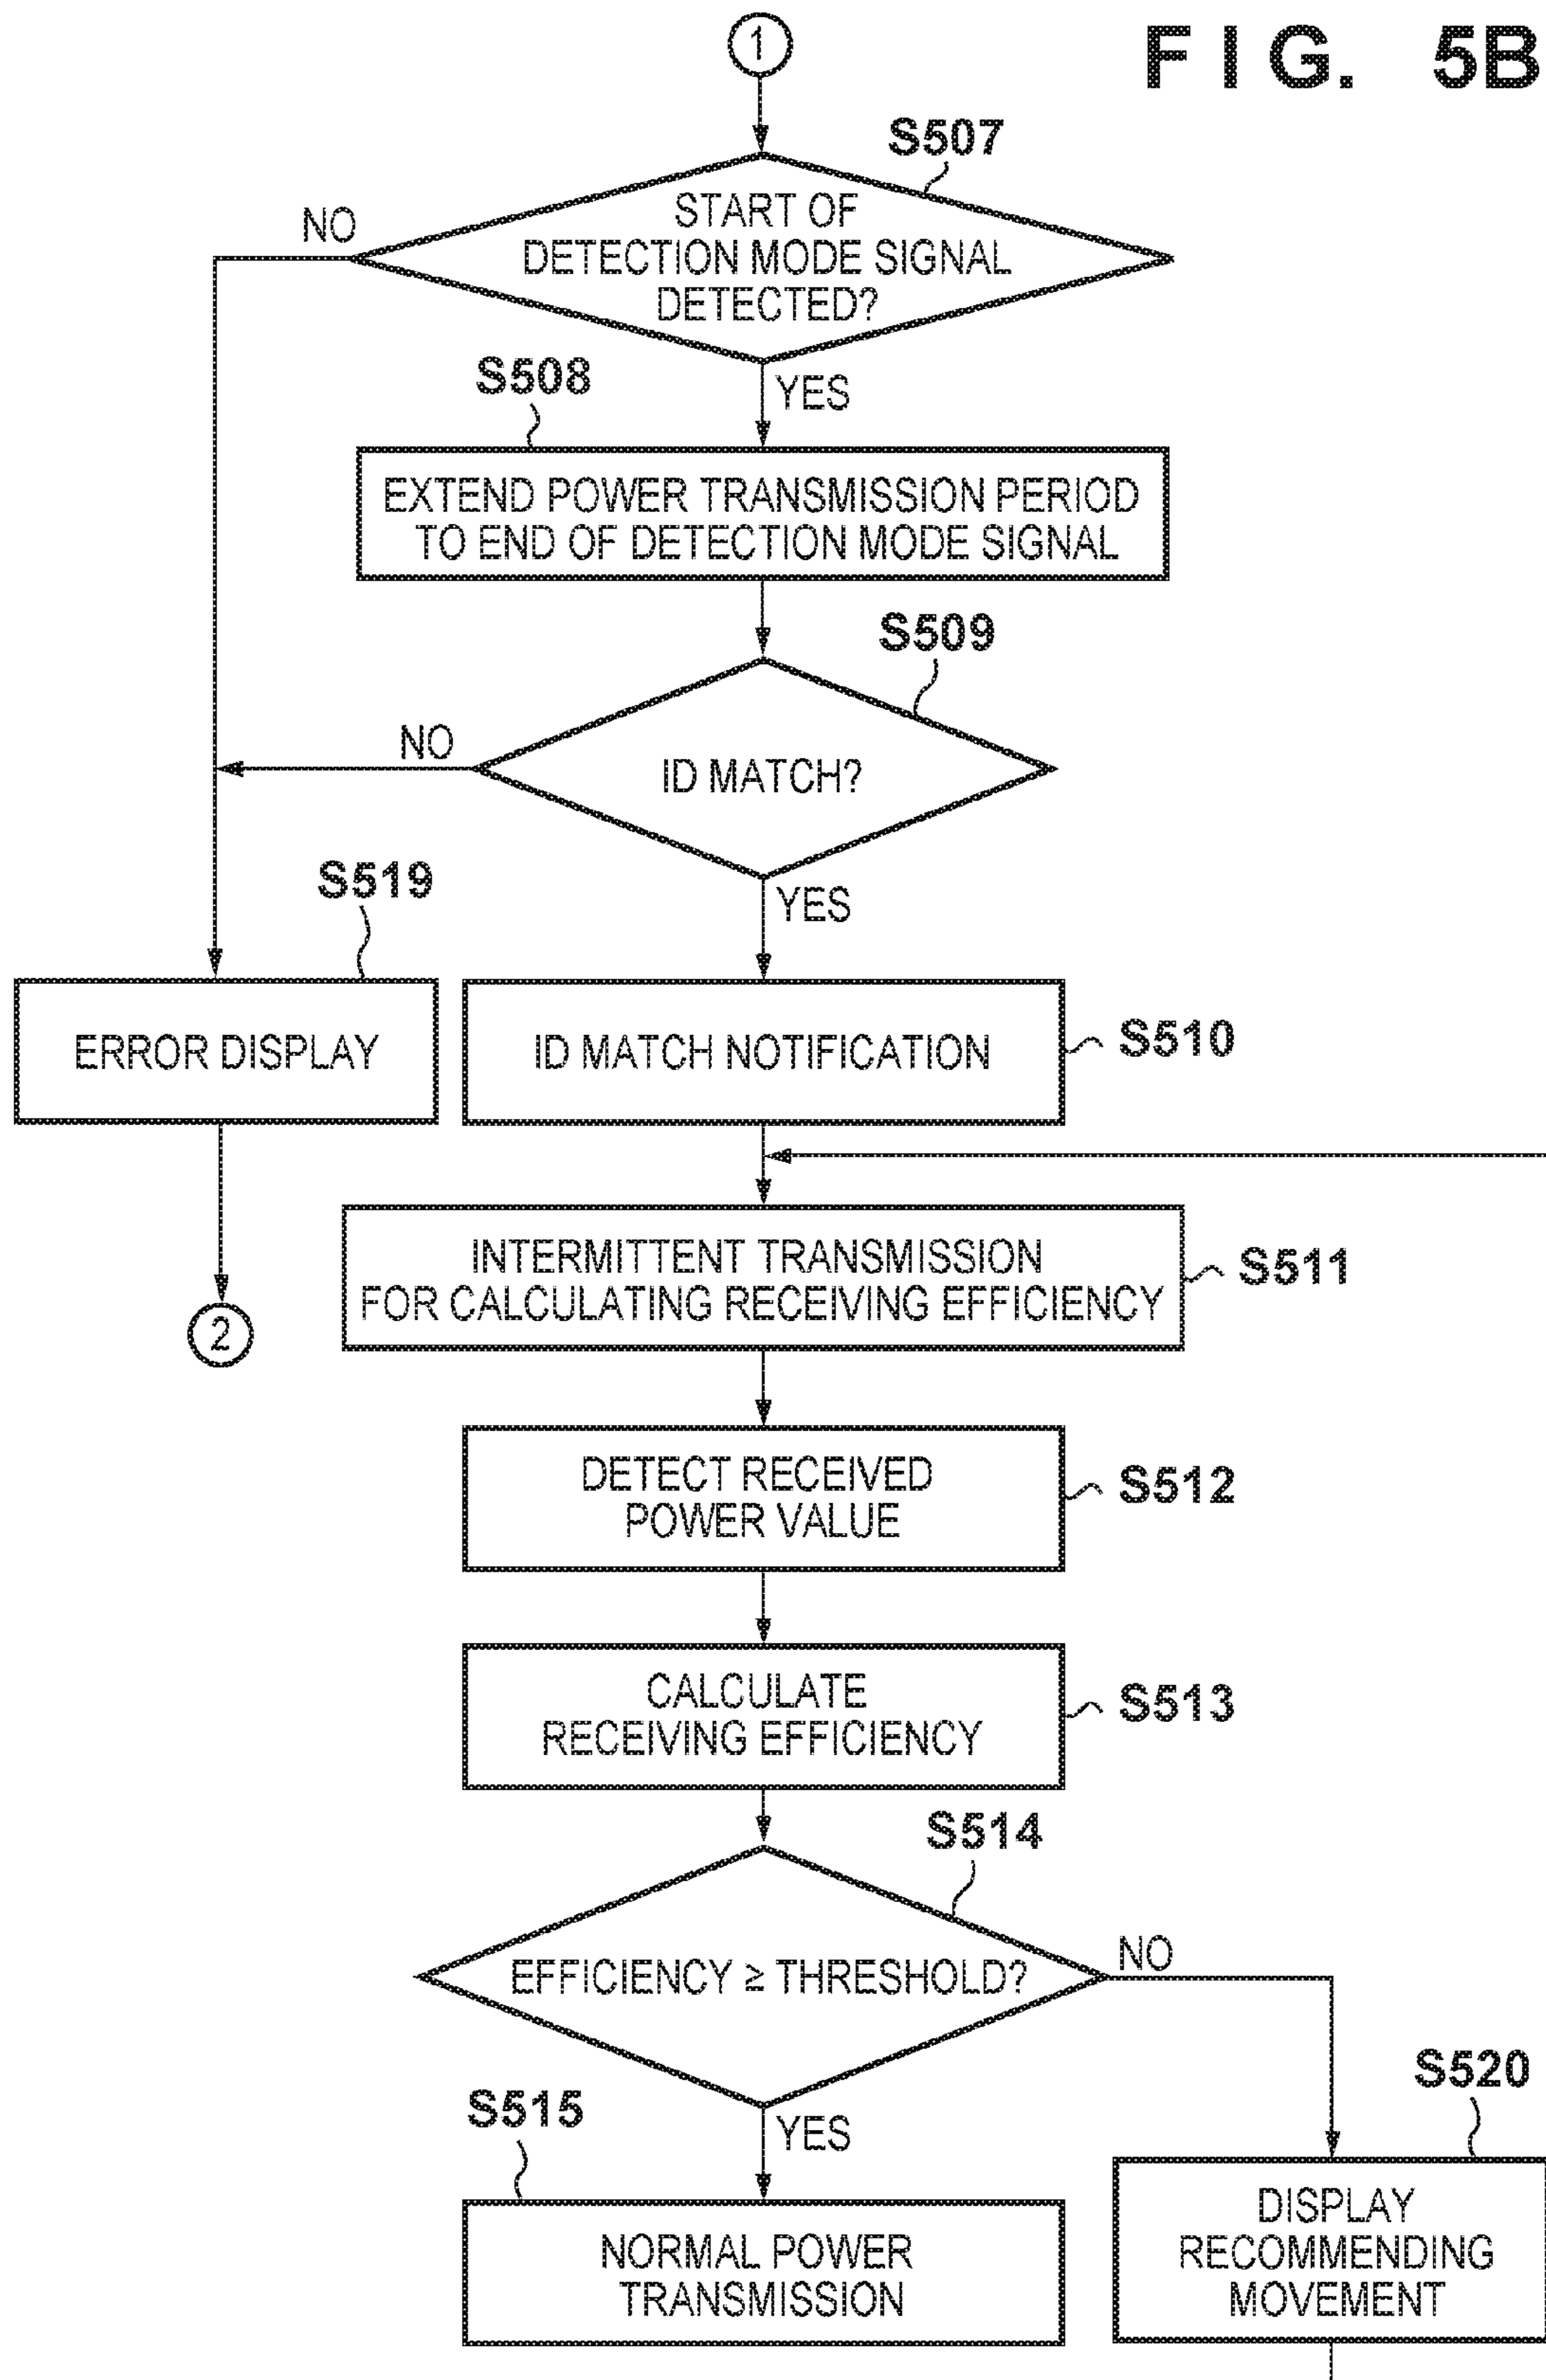 1
FIG. 5B
S507
NO
START OF
DETECTION MODE SIGNAL
DETECTED?
S508
YES
EXTEND POWER TRANSMISSION PERIOD
TO END OF DETECTION MODE SIGNAL
S509
NO
ID MATCH?
S519
YES
ERROR DISPLAY
ID MATCH NOTIFICATION
S510
INTERMITTENT TRANSMISSION
FOR CALCULATING RECEIVING EFFICIENCY
S511
2
DETECT RECEIVED
POWER VALUE
S512
CALCULATE
RECEIVING EFFICIENCY
S513
S514
EFFICIENCY ≥ THRESHOLD?
NO
S520
S515
YES
NORMAL POWER
TRANSMISSION
DISPLAY
RECOMMENDING
MOVEMENT